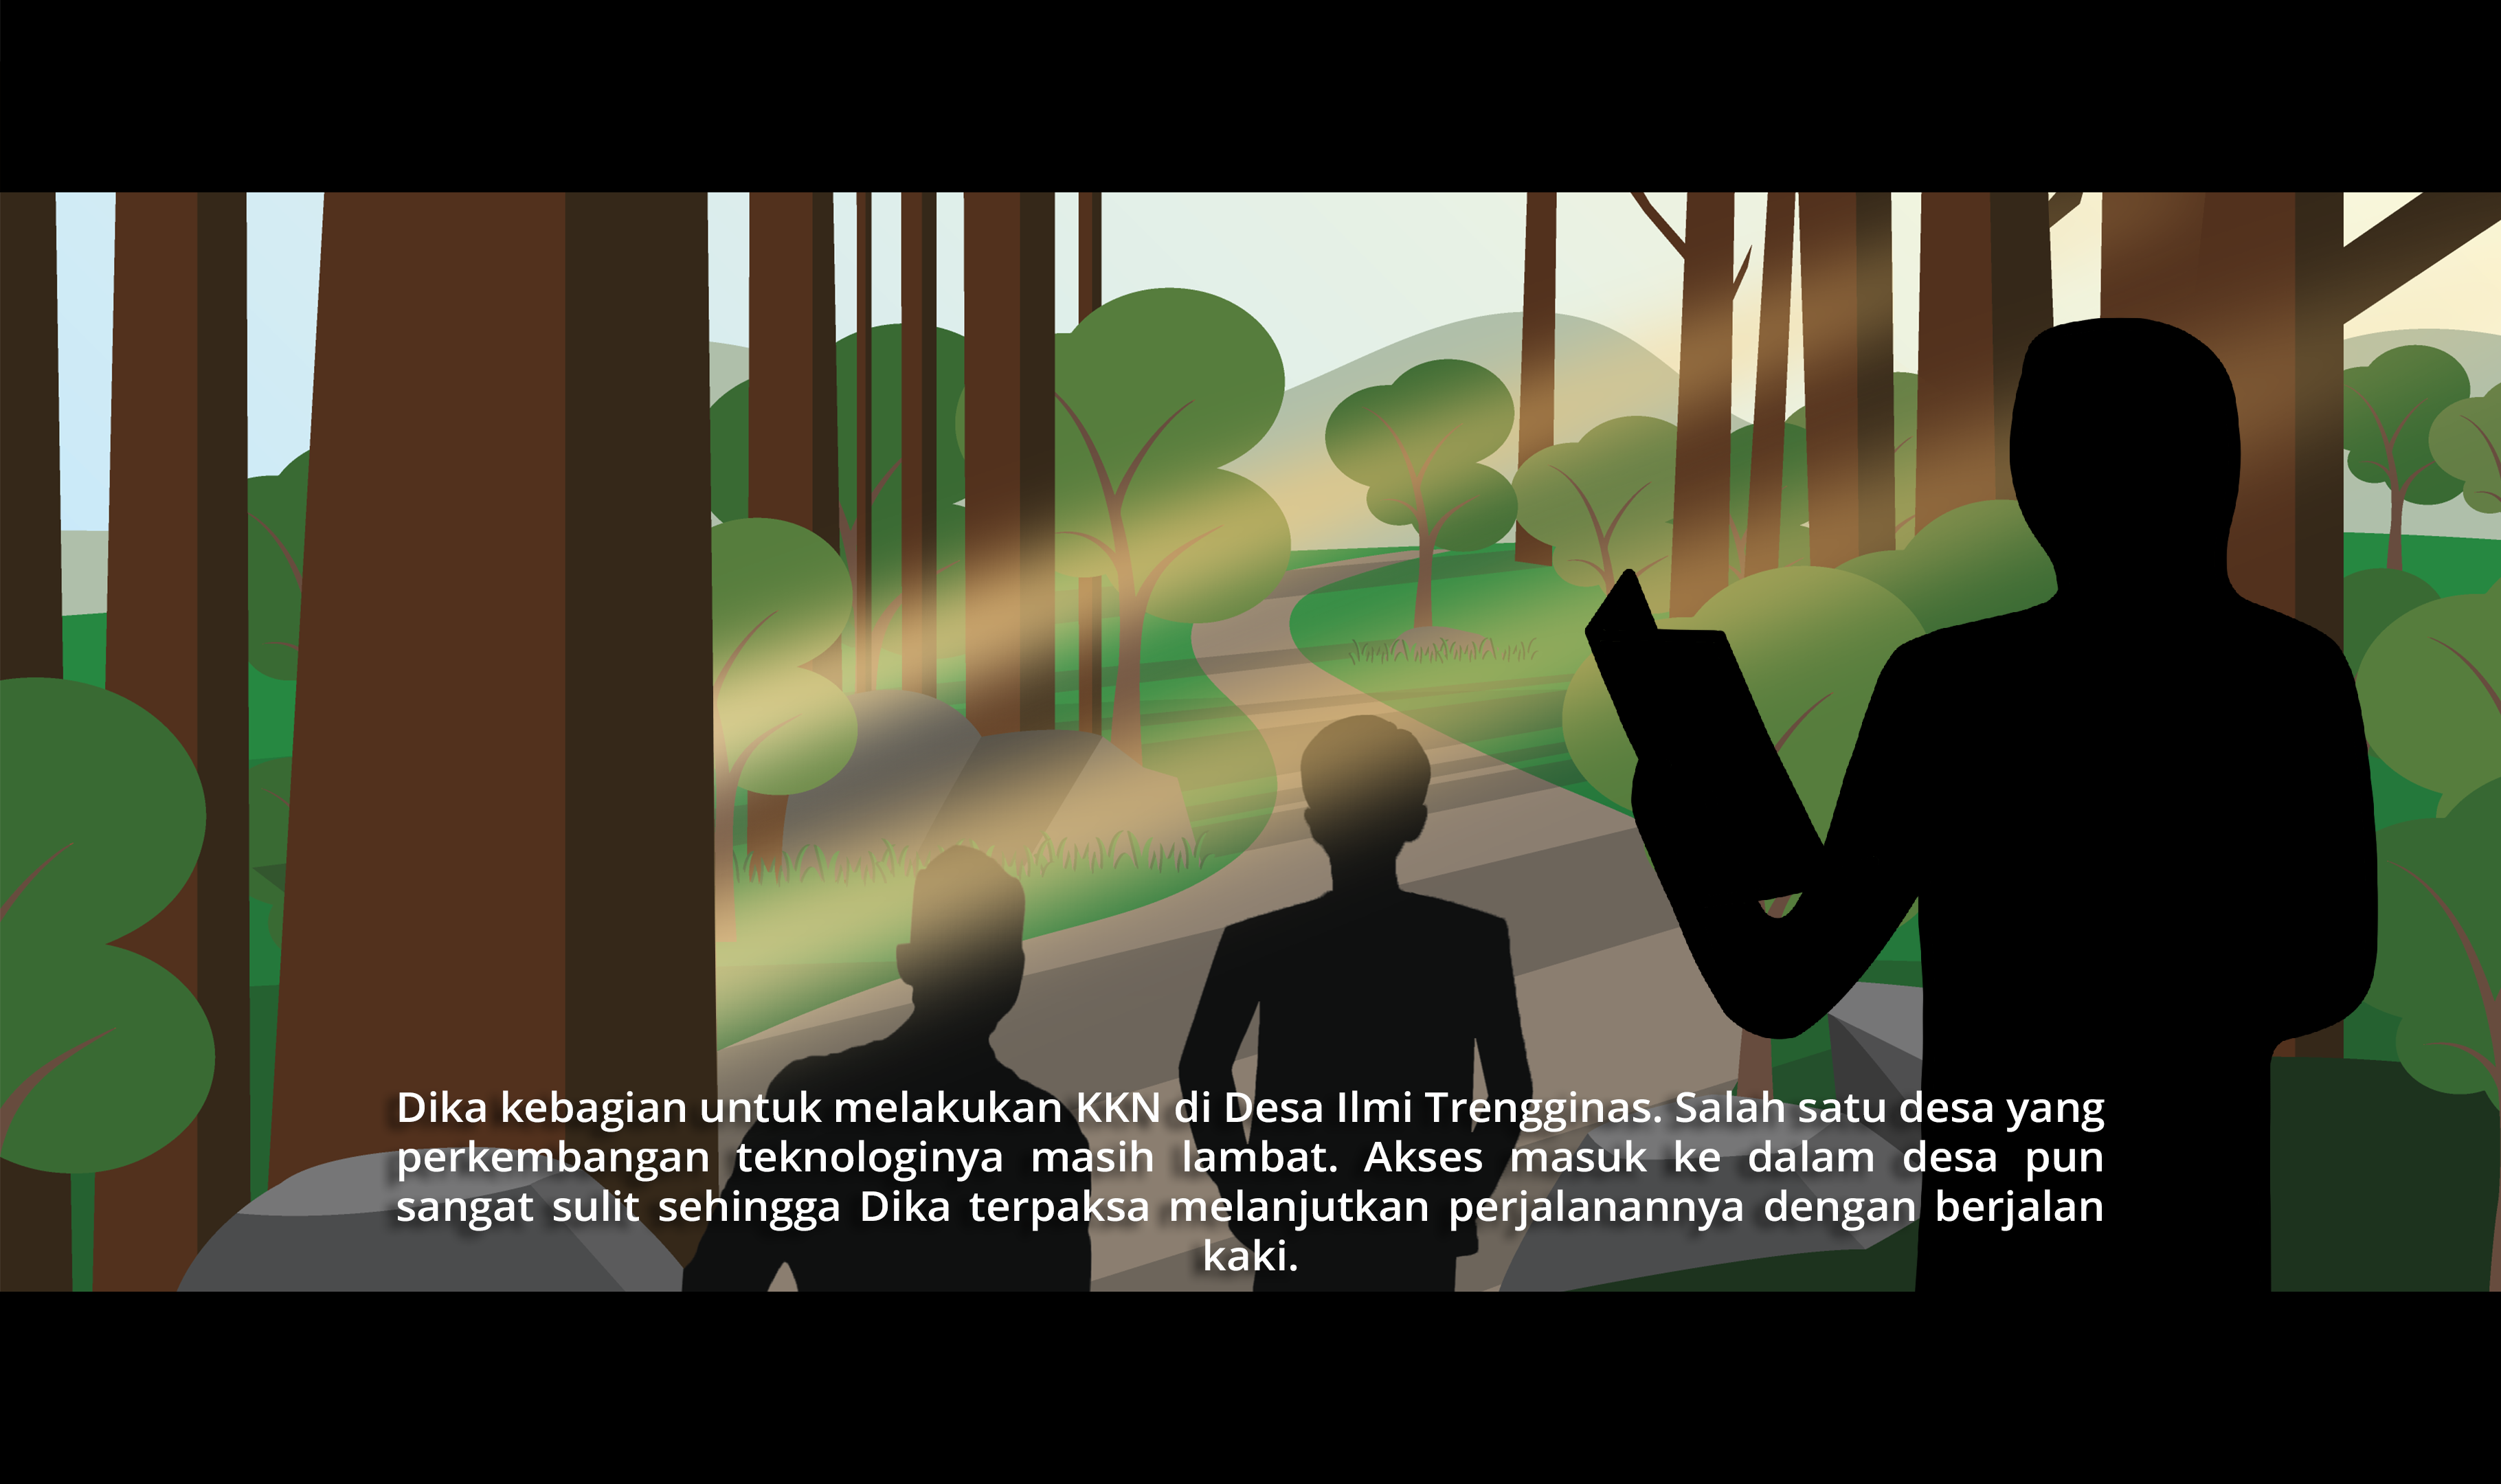 Dika kebagian untuk melakukan KKN di Desa Ilmi Trengginas. Salah satu desa yang
perkembangan teknologinya masih lambat. Akses masuk ke dalam desa pun
sangat sulit sehingga Dika terpaksa melanjutkan perjalanannya dengan berjalan
kaki.